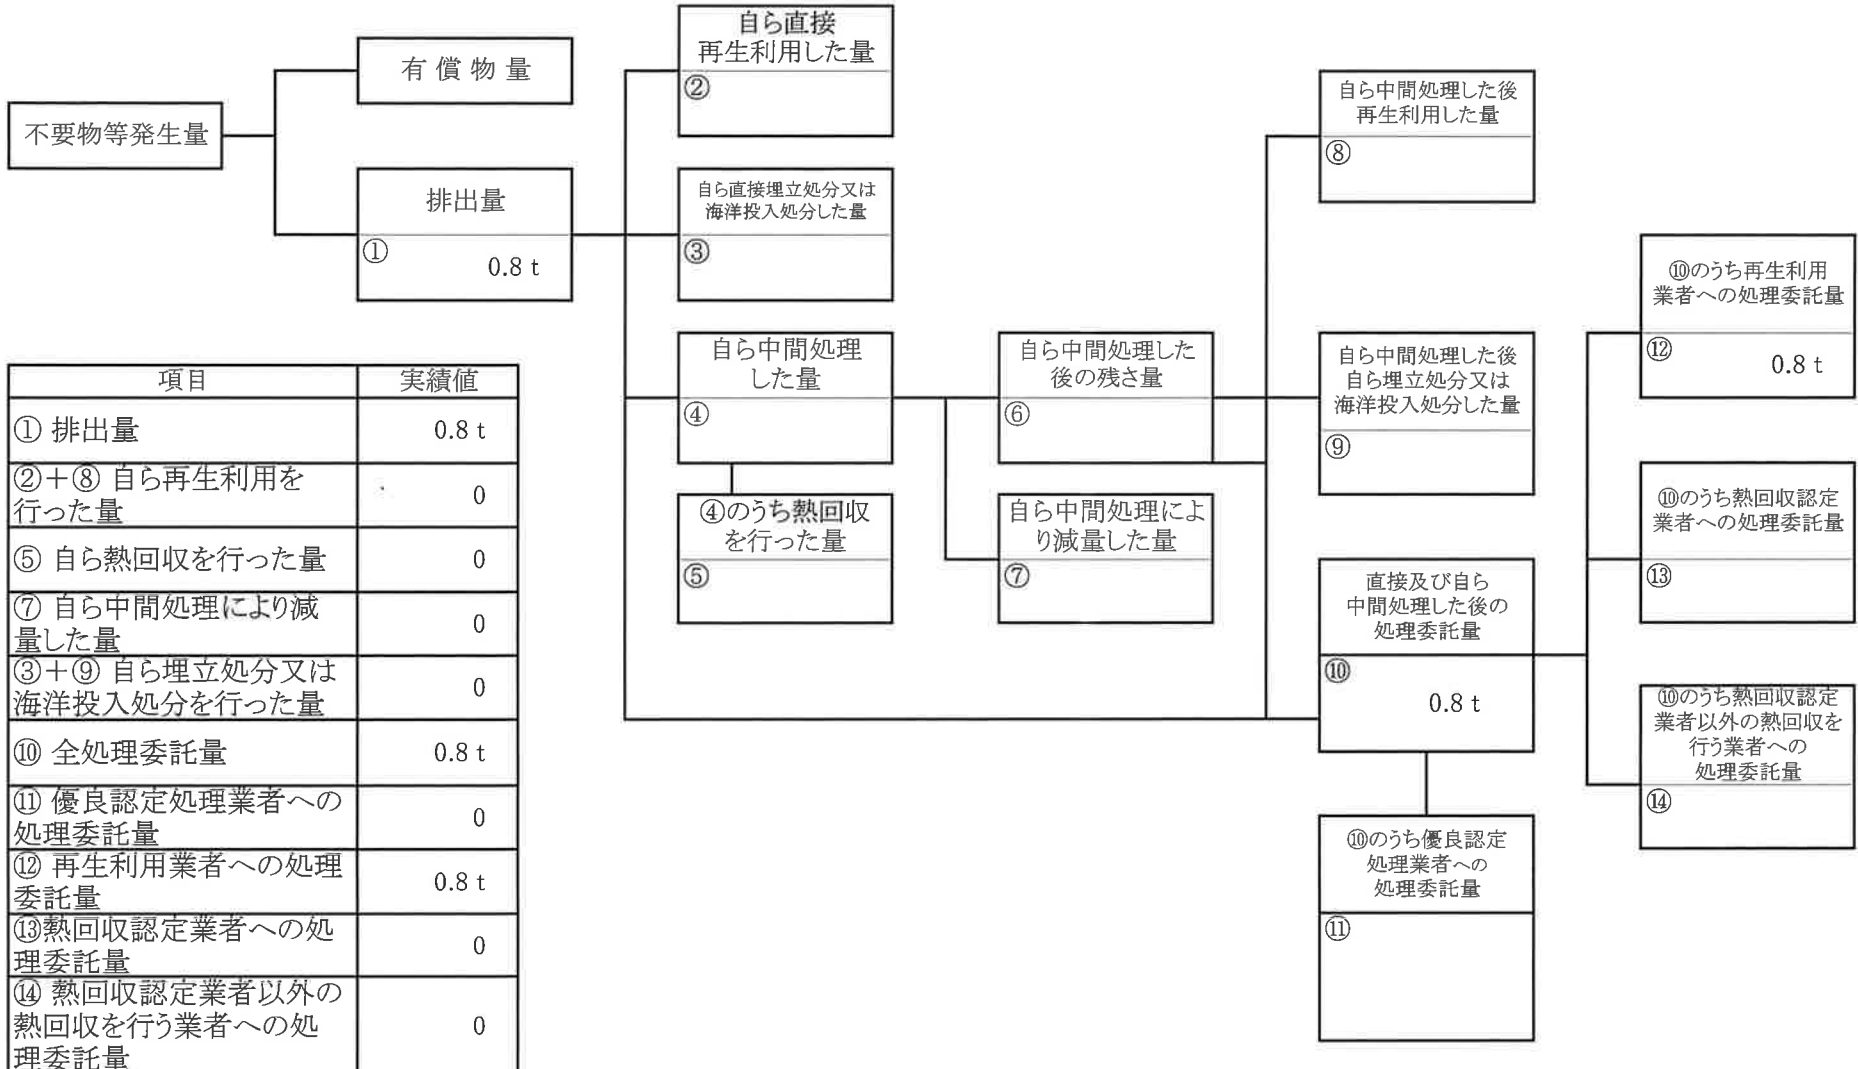 自ら直接
再生利用した量
②
有 償 物 量
不要物等発生量
排出量
①
0.8 t
自ら直接埋立処分又は
海洋投入処分した量
③
自ら中間処理した後
再生利用した量
⑧
⑩のうち再生利用
業者への処理委託量
⑫
0.8 t
自ら中間処理
した量
④
自ら中間処理した
後の残さ量
⑥
自ら中間処理した後
自ら埋立処分又は
海洋投入処分した量
⑨
④のうち熱回収
を行った量
⑤
自ら中間処理によ
り減量した量
⑦
⑩のうち熱回収認定
業者への処理委託量
⑬
直接及び自ら
中間処理した後の
処理委託量
⑩
0.8 t
⑩のうち熱回収認定
業者以外の熱回収を
行う業者への
処理委託量
⑭
⑩のうち優良認定
処理業者への
処理委託量
⑪
項目 実績値
① 排出量 0.8 t
②＋⑧ 自ら再生利用を
行った量 0
⑤ 自ら熱回収を行った量 0
⑦ 自ら中間処理により減
量した量 0
③＋⑨ 自ら埋立処分又は
海洋投入処分を行った量 0
⑩ 全処理委託量 0.8 t
⑪ 優良認定処理業者への
処理委託量 0
⑫ 再生利用業者への処理
委託量 0.8 t
⑬熱回収認定業者への処
理委託量 0
⑭ 熱回収認定業者以外の
熱回収を行う業者への処
理委託量 0